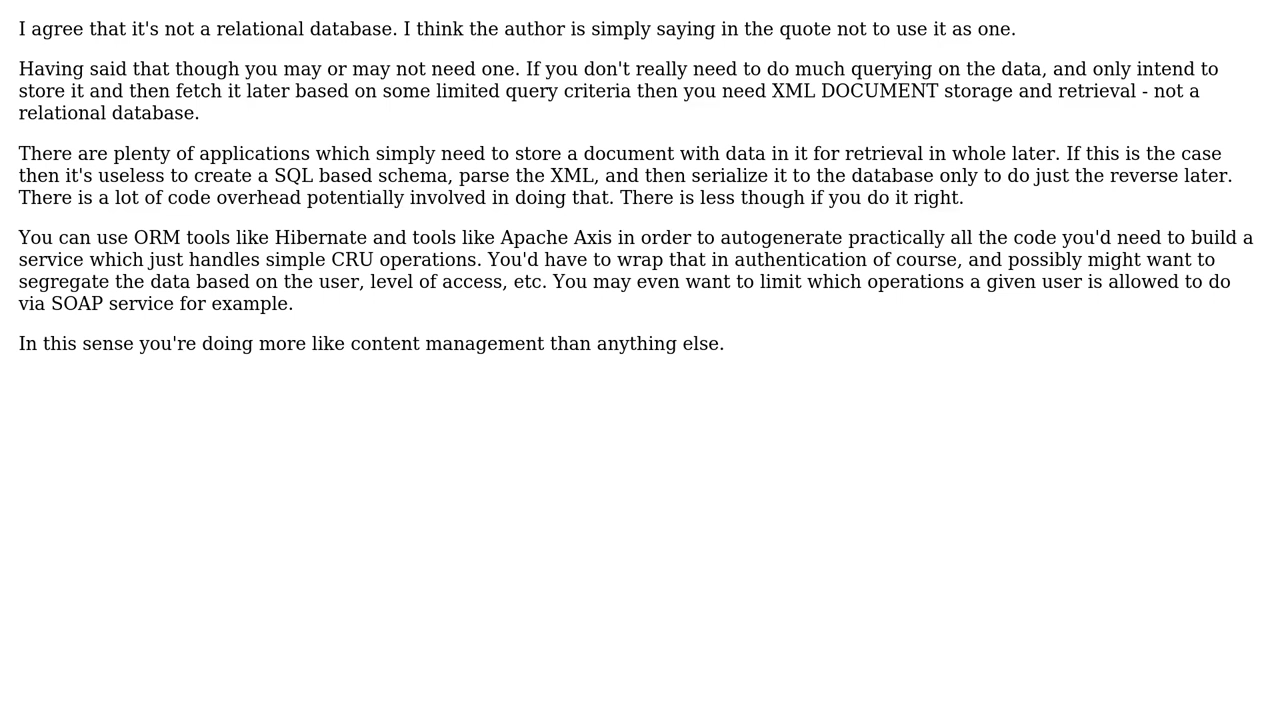 I agree that it's not a relational database. I think the author is simply saying in the quote not to use it as one.
Having said that though you may or may not need one. If you don't really need to do much querying on the data, and only intend to
store it and then fetch it later based on some limited query criteria then you need XML DOCUMENT storage and retrieval - not a
relational database.
There are plenty of applications which simply need to store a document with data in it for retrieval in whole later. If this is the case
then it's useless to create a SQL based schema, parse the XML, and then serialize it to the database only to do just the reverse later.
There is a lot of code overhead potentially involved in doing that. There is less though if you do it right.
You can use ORM tools like Hibernate and tools like Apache Axis in order to autogenerate practically all the code you'd need to build a
service which just handles simple CRU operations. You'd have to wrap that in authentication of course, and possibly might want to
segregate the data based on the user, level of access, etc. You may even want to limit which operations a given user is allowed to do
via SOAP service for example.
In this sense you're doing more like content management than anything else.